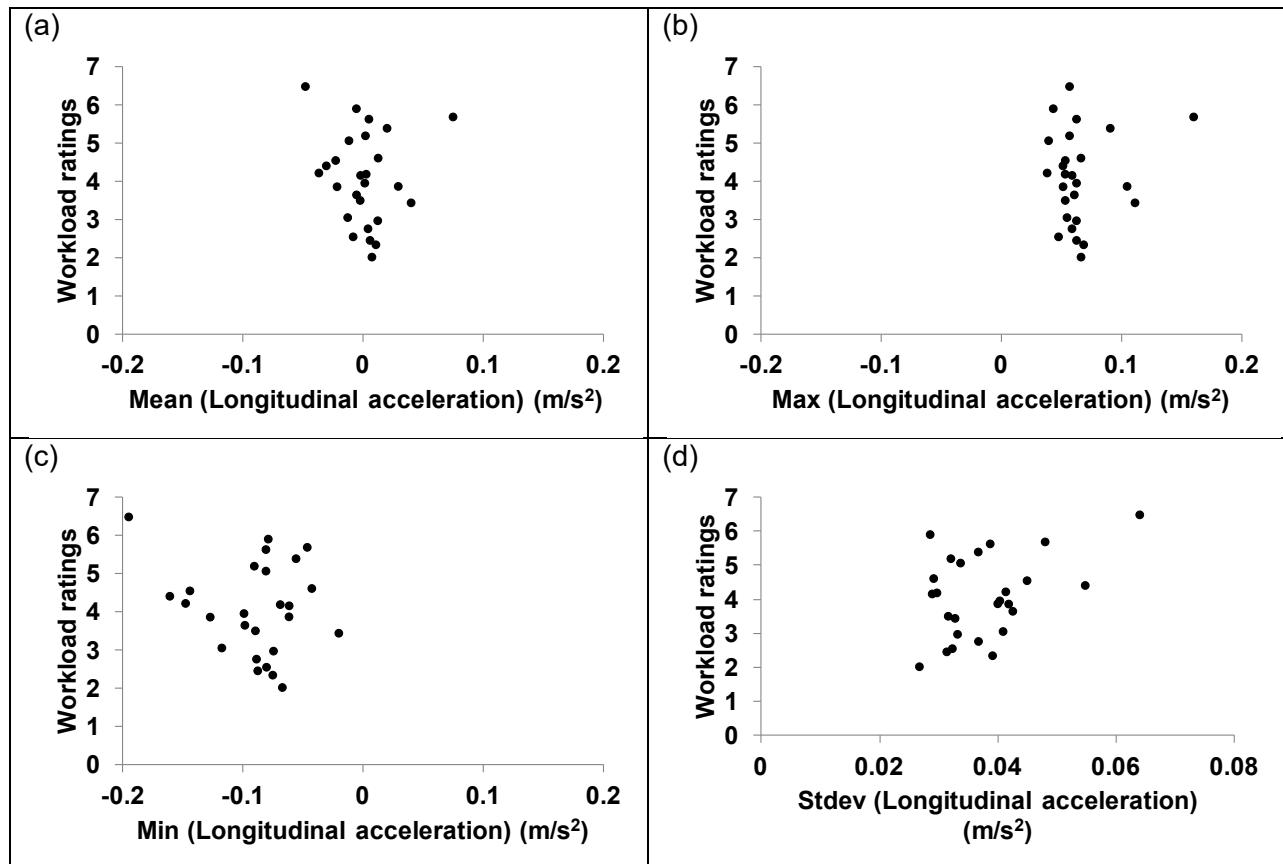 (a)
7
6
5
4
3
2
1
0
Workload ratings
-0.2 -0.1 0 0.1 0.2
Mean (Longitudinal acceleration) (m/s²)
(b)
7
6
5
4
3
2
1
0
Workload ratings
-0.2 -0.1 0 0.1 0.2
Max (Longitudinal acceleration) (m/s²)
(c)
7
6
5
4
3
2
1
0
Workload ratings
-0.2 -0.1 0 0.1 0.2
Min (Longitudinal acceleration) (m/s²)
(d)
7
6
5
4
3
2
1
0
Workload ratings
0 0.02 0.04 0.06 0.08
Stdev (Longitudinal acceleration)
(m/s²)